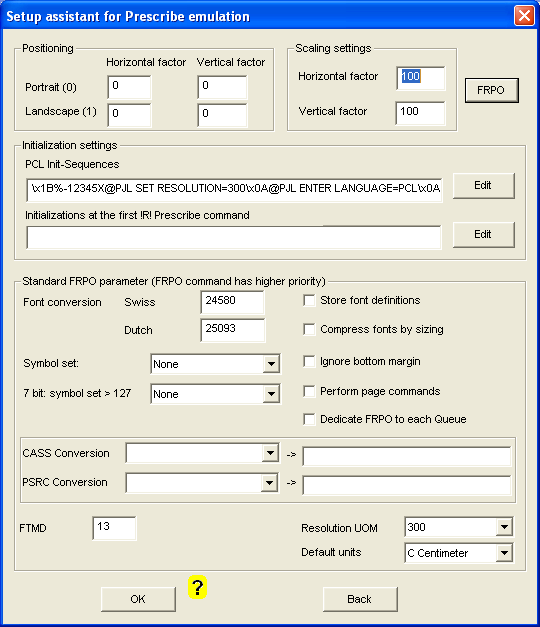 Setup assistant for Prescribe emulation
Positioning
Horizontal factor Vertical factor
Portrait (0) 0 0
Landscape (1) 0 0
Scaling settings
Horizontal factor 100
Vertical factor 100
FRPO
Initialization settings
PCL Init-Sequences
\x1B%-12345X@PJL SET RESOLUTION=300\x0A@PJL ENTER LANGUAGE=PCL\x0A
Edit
Initializations at the first !R! Prescribe command
Edit
Standard FRPO parameter (FRPO command has higher priority)
Font conversion Swiss 24580
Dutch 25093
Symbol set: None
7 bit: symbol set > 127 None
Store font definitions
Compress fonts by sizing
Ignore bottom margin
Perform page commands
Dedicate FRPO to each Queue
CASS Conversion ->
PSRC Conversion ->
FTMD 13
Resolution UOM 300
Default units C Centimeter
OK ? Back